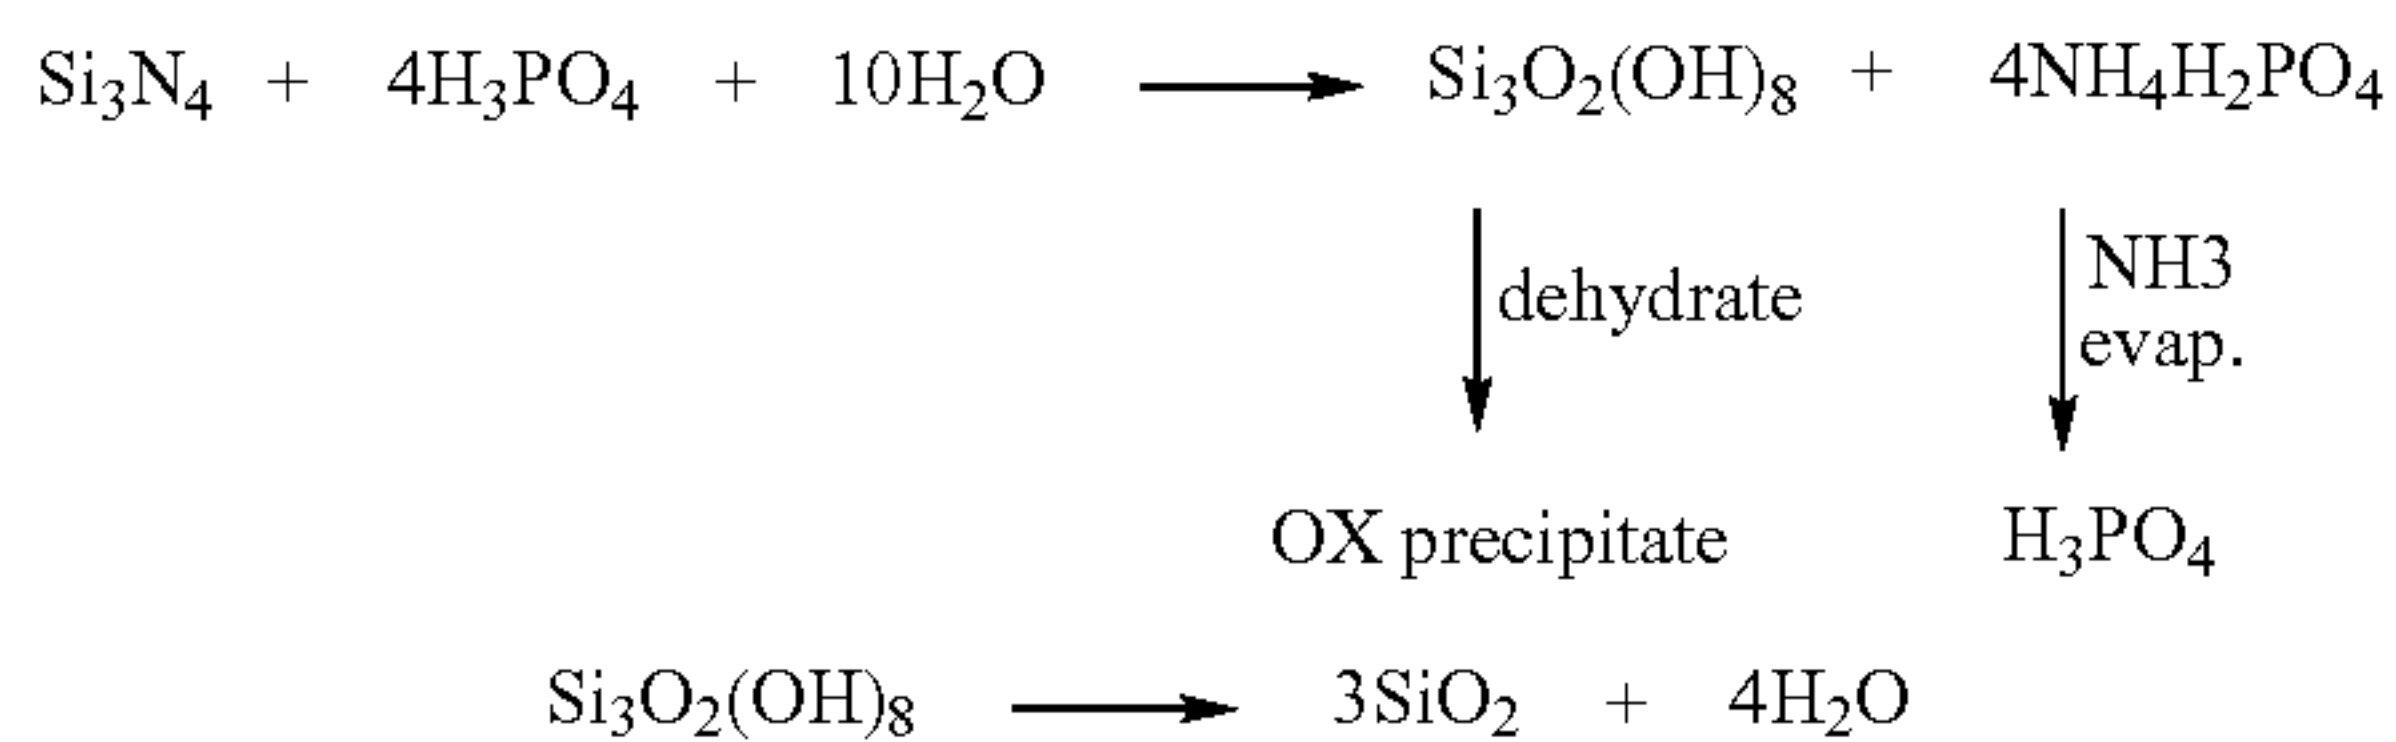 Si₃N₄ + 4H₃PO₄ + 10H₂O ⟶ Si₃O₂(OH)₈ + 4NH₄H₂PO₄
dehydrate
NH3
evap.
OX precipitate
H₃PO₄
Si₃O₂(OH)₈ ⟶ 3SiO₂ + 4H₂O